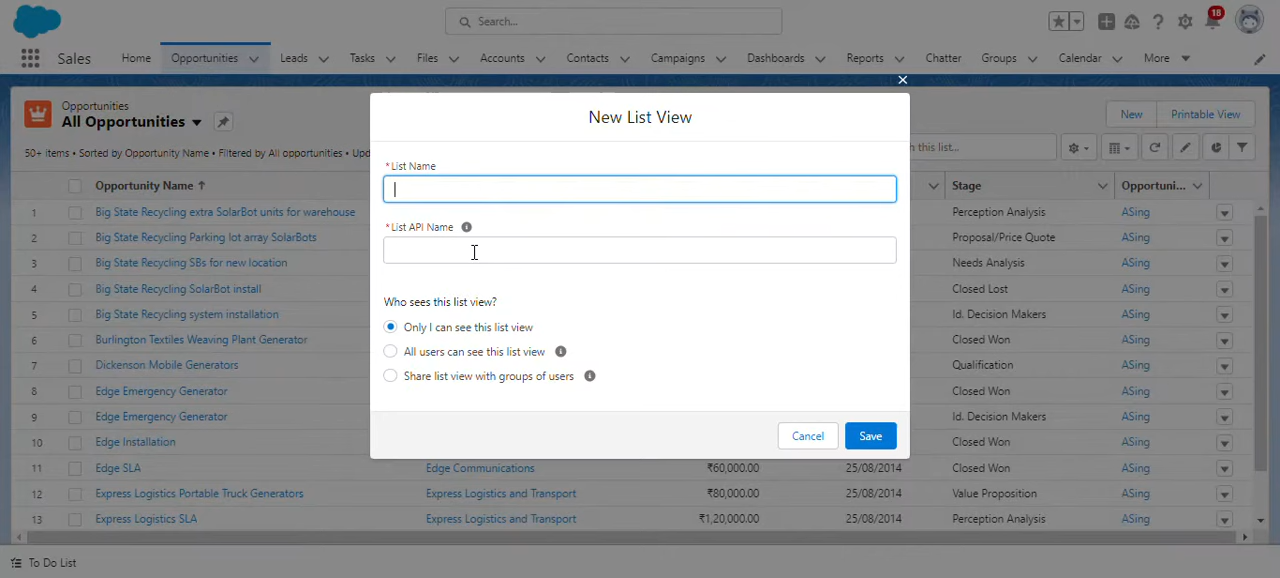 Search...
18
Sales
Home
Opportunities
Leads
Tasks
Files
Accounts
Contacts
Campaigns
Dashboards
Reports
Chatter
Groups
Calendar
More
Opportunities
All Opportunities
New
Printable View
50+ items • Sorted by Opportunity Name • Filtered by All opportunities •
this list...
New List View
*List Name
*List API Name
Who sees this list view?
Only I can see this list view
All users can see this list view
Share list view with groups of users
Cancel
Save
Opportunity Name ↑
Stage
Opportuni...
1 Big State Recycling extra SolarBot units for warehouse Perception Analysis ASing
2 Big State Recycling Parking lot array SolarBots Proposal/Price Quote ASing
3 Big State Recycling SBs for new location Needs Analysis ASing
4 Big State Recycling SolarBot install Closed Lost ASing
5 Big State Recycling system installation Id. Decision Makers ASing
6 Burlington Textiles Weaving Plant Generator Closed Won ASing
7 Dickenson Mobile Generators Qualification ASing
8 Edge Emergency Generator Closed Won ASing
9 Edge Emergency Generator Id. Decision Makers ASing
10 Edge Installation Closed Won ASing
11 Edge SLA Edge Communications ₹60,000.00 25/08/2014 Closed Won ASing
12 Express Logistics Portable Truck Generators Express Logistics and Transport ₹80,000.00 25/08/2014 Value Proposition ASing
13 Express Logistics SLA Express Logistics and Transport ₹1,20,000.00 25/08/2014 Perception Analysis ASing
To Do List